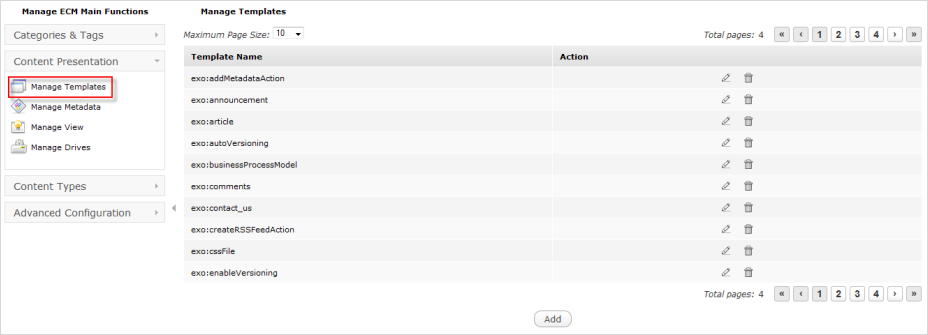 Manage ECM Main Functions
Categories & Tags
Content Presentation
Manage Templates
Manage Metadata
Manage View
Manage Drives
Content Types
Advanced Configuration
Manage Templates
Maximum Page Size: 10
Total pages: 4 « ‹ 1 2 3 4 › »
Template Name Action
exo:addMetadataAction
exo:announcement
exo:article
exo:autoVersioning
exo:businessProcessModel
exo:comments
exo:contact_us
exo:createRSSFeedAction
exo:cssFile
exo:enableVersioning
Total pages: 4 « ‹ 1 2 3 4 › »
Add